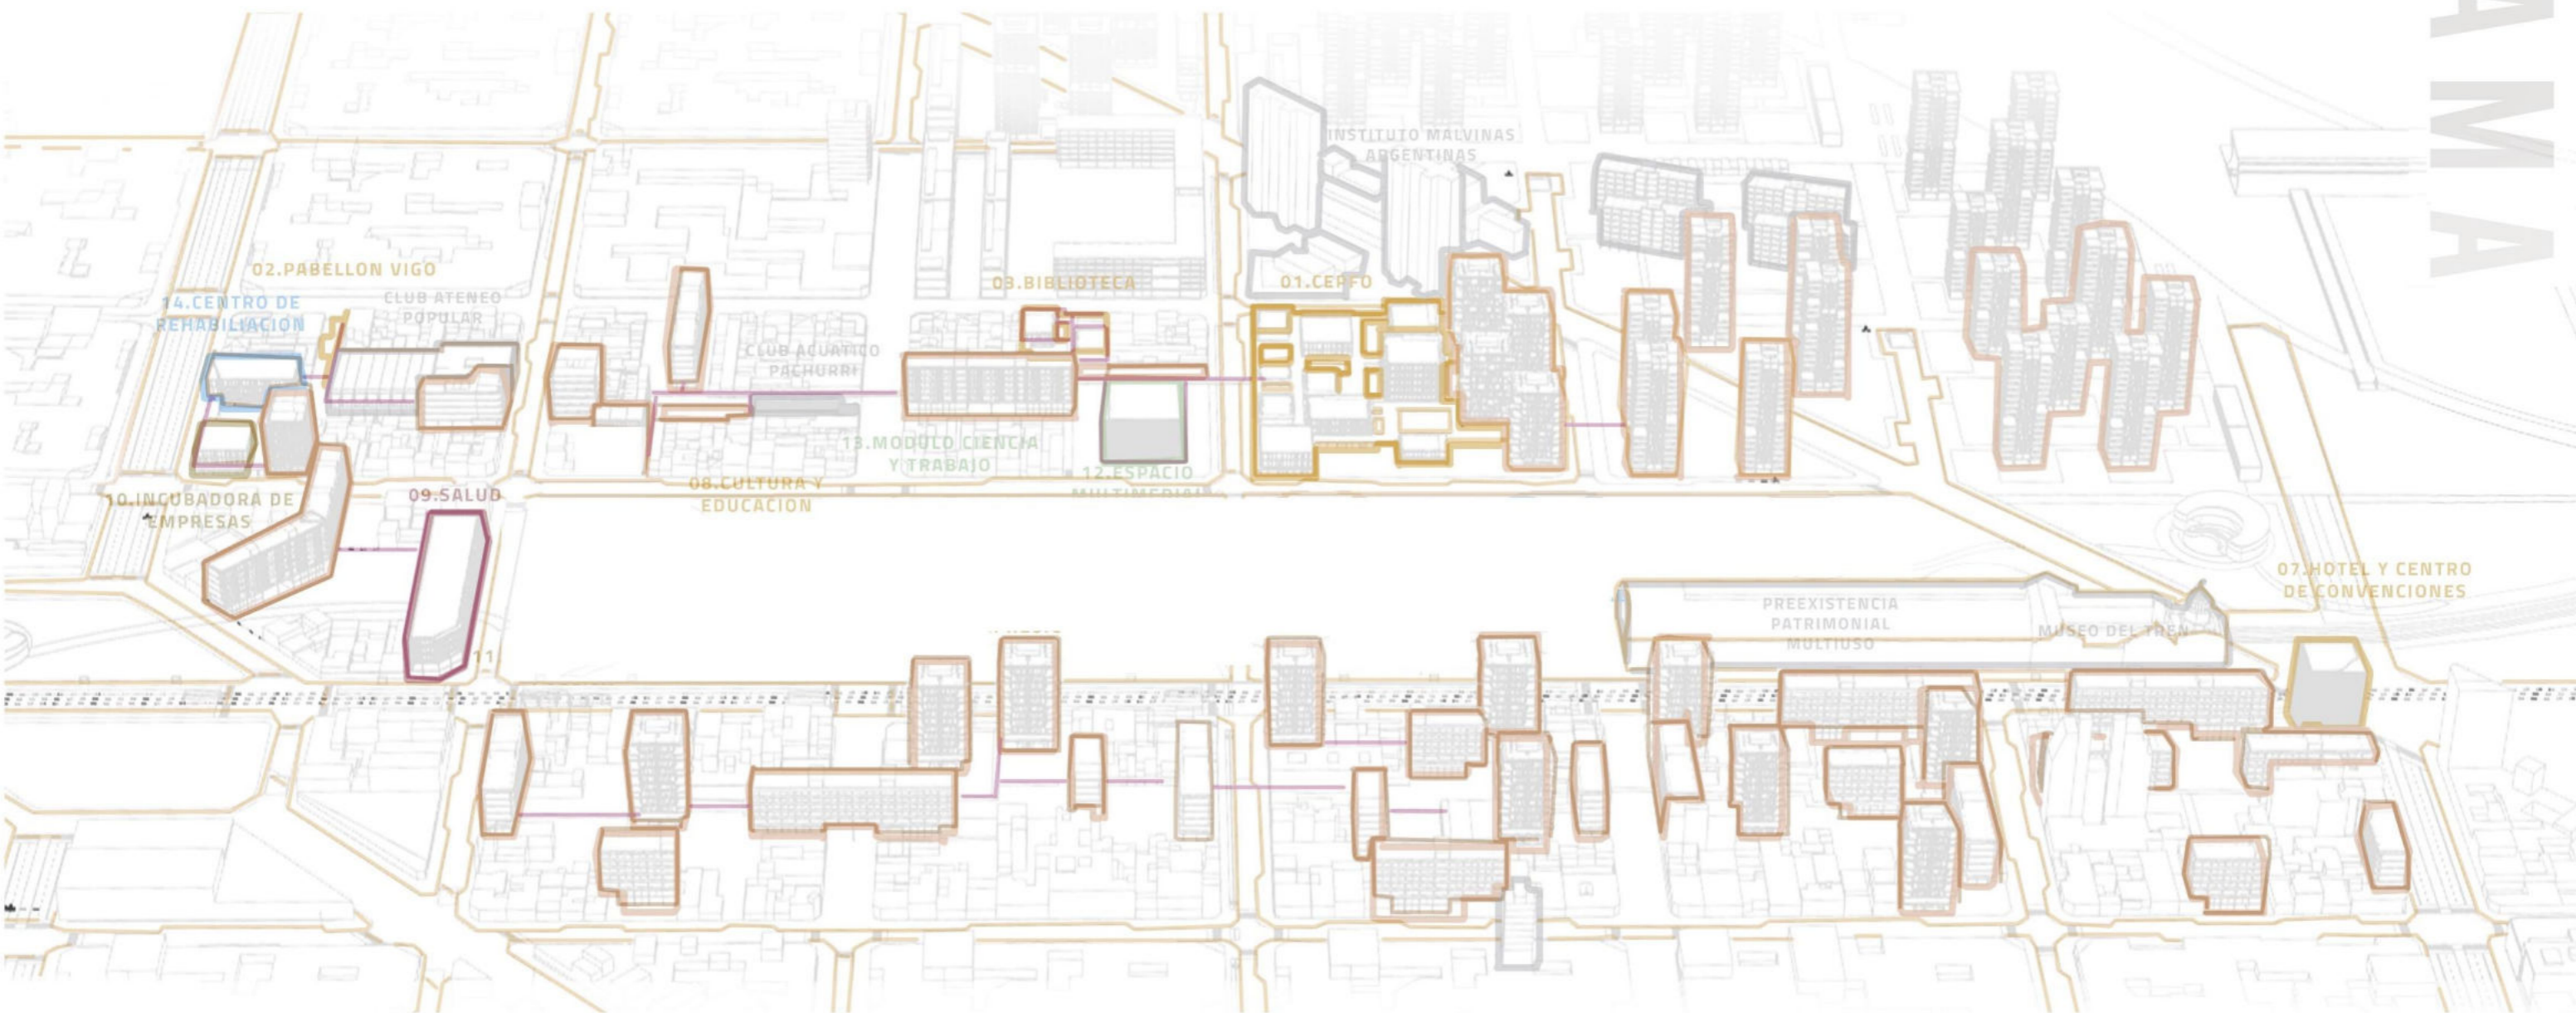 AMA
INSTITUTO MALVINAS
ARGENTINAS
02.PABELLON VIGO
14.CENTRO DE
REHABILIACION
CLUB ATENEO
POPULAR
03.BIBLIOTECA
01.CEPFO
CLUB ACUATICO
PACHURRI
13.MODULO CIENCIA
Y TRABAJO
12.ESPACIO
MULTIMEDIAL
08.CULTURA Y
EDUCACION
10.INCUBADORA DE
EMPRESAS
09.SALUD
07.HOTEL Y CENTRO
DE CONVENCIONES
PREEXISTENCIA
PATRIMONIAL
MULTIUSO
MUSEO DEL TREN
11